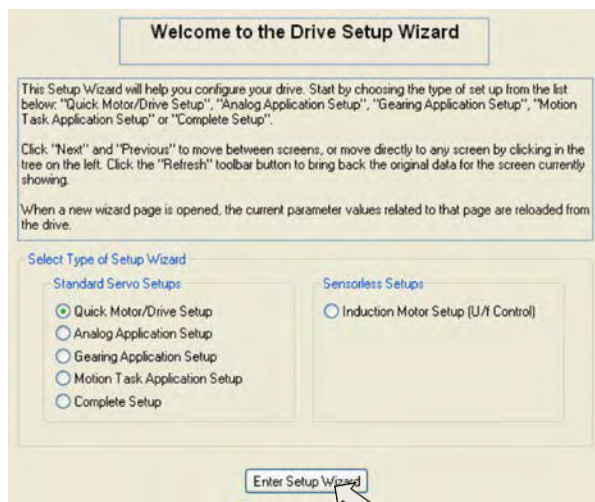 Welcome to the Drive Setup Wizard
This Setup Wizard will help you configure your drive. Start by choosing the type of set up from the list
below: "Quick Motor/Drive Setup", "Analog Application Setup", "Gearing Application Setup", "Motion
Task Application Setup" or "Complete Setup".
Click "Next" and "Previous" to move between screens, or move directly to any screen by clicking in the
tree on the left. Click the "Refresh" toolbar button to bring back the original data for the screen currently
showing.
When a new wizard page is opened, the current parameter values related to that page are reloaded from
the drive.
Select Type of Setup Wizard
Standard Servo Setups
Quick Motor/Drive Setup
Analog Application Setup
Gearing Application Setup
Motion Task Application Setup
Complete Setup
Sensorless Setups
Induction Motor Setup (U/f Control)
Enter Setup Wizard